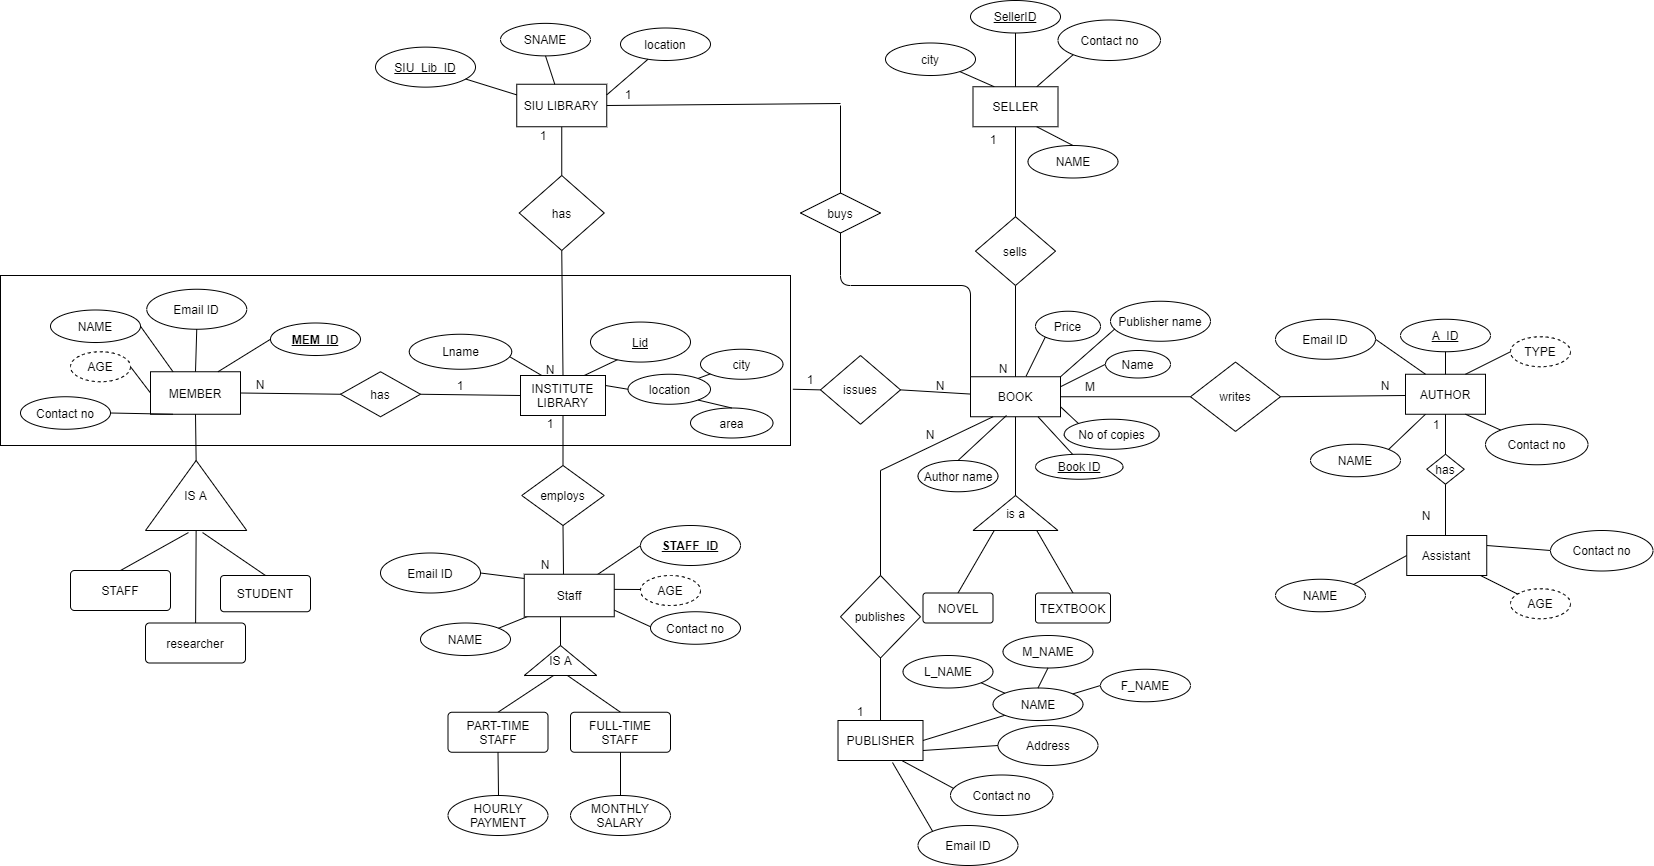 SellerID
SNAME
location
Contact no
city
SIU_Lib_ID
SIU LIBRARY
1
SELLER
1
1
NAME
has
buys
sells
Email ID
NAME
MEM_ID
AGE
MEMBER
Contact no
N
has
1
Lname
Lid
N
INSTITUTE
LIBRARY
location
city
area
1
1
issues
N
N
Price
Publisher name
Name
BOOK
M
No of copies
Book ID
Author name
N
writes
N
Email ID
A_ID
TYPE
AUTHOR
NAME
Contact no
1
has
N
Assistant
Contact no
NAME
AGE
IS A
STAFF
STUDENT
researcher
employs
N
STAFF_ID
Email ID
AGE
Staff
Contact no
NAME
IS A
PART-TIME
STAFF
FULL-TIME
STAFF
HOURLY
PAYMENT
MONTHLY
SALARY
is a
NOVEL
TEXTBOOK
publishes
1
M_NAME
L_NAME
F_NAME
NAME
PUBLISHER
Address
Contact no
Email ID